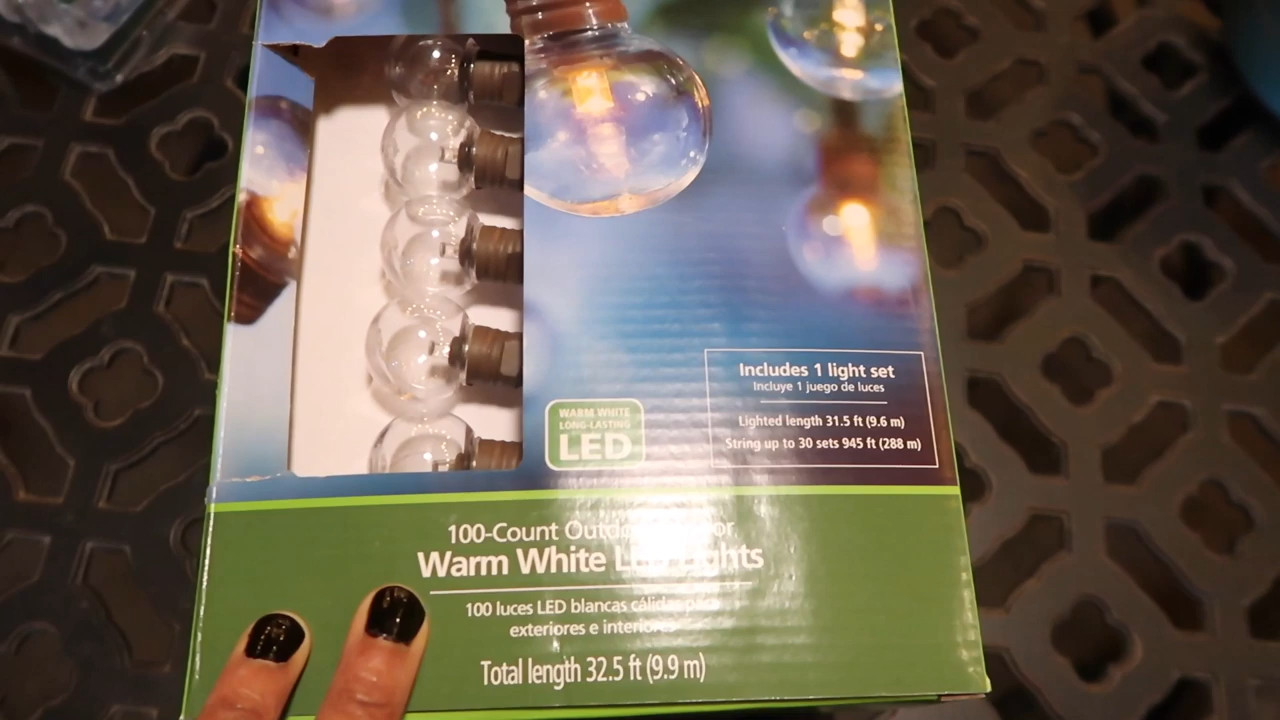 Includes 1 light set
Incluye 1 juego de luces
Lighted length 31.5 ft (9.6 m)
String up to 30 sets 945 ft (288 m)
WARM WHITE
LONG-LASTING
LED
100-Count
Warm White
100 luces LED blancas cálidas para
exteriores e interiores
Total length 32.5 ft (9.9 m)